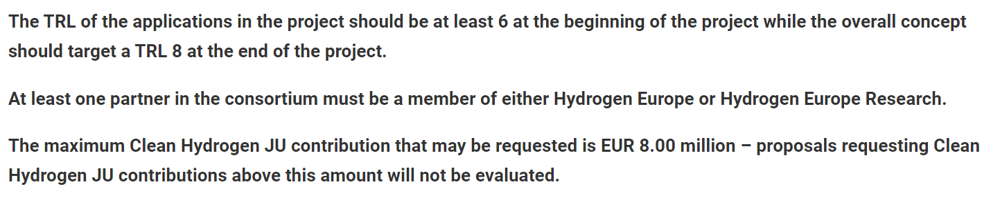 The TRL of the applications in the project should be at least 6 at the beginning of the project while the overall concept
should target a TRL 8 at the end of the project.
At least one partner in the consortium must be a member of either Hydrogen Europe or Hydrogen Europe Research.
The maximum Clean Hydrogen JU contribution that may be requested is EUR 8.00 million – proposals requesting Clean
Hydrogen JU contributions above this amount will not be evaluated.